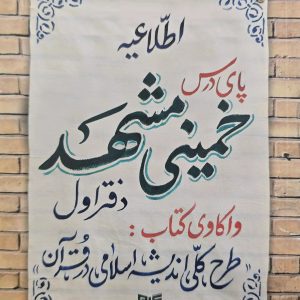 اطلاعیه
پای درس
خمینی مشهد
دفتر اول
واکاوی کتاب :
طرح کلی اندیشه اسلامی در قرآن